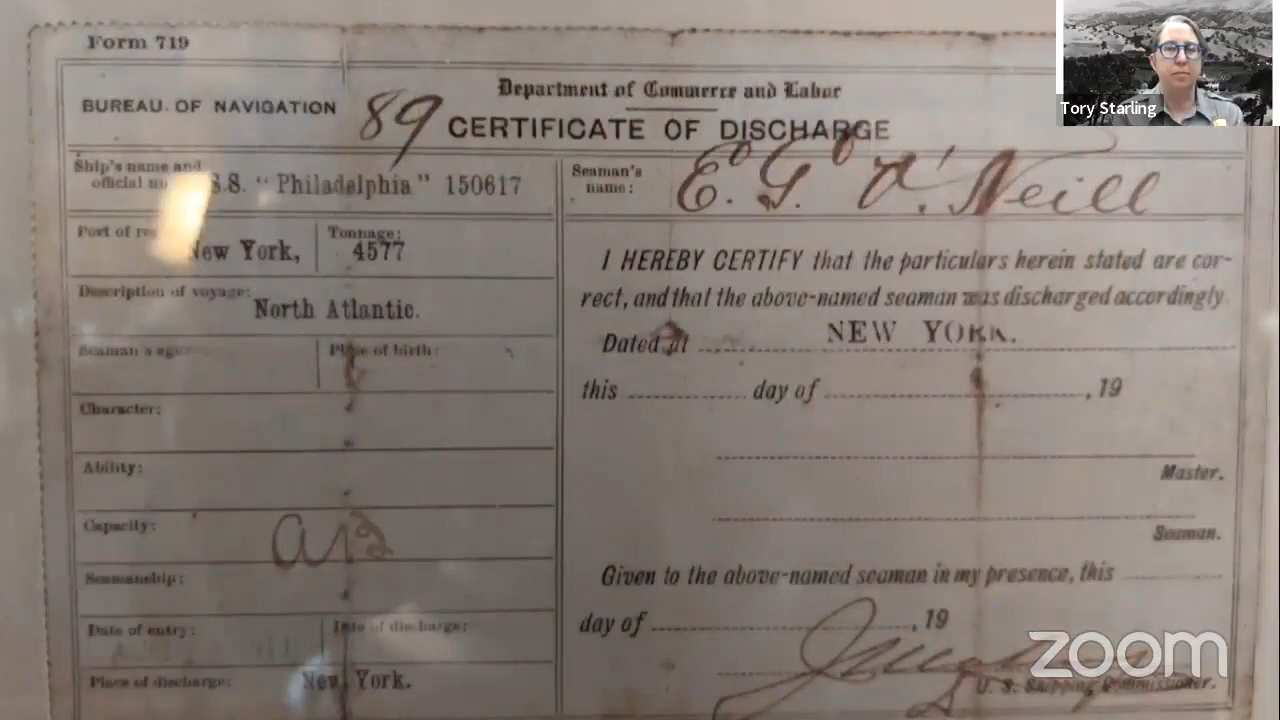 Form 719
Department of Commerce and Labor
BUREAU OF NAVIGATION
89
CERTIFICATE OF DISCHARGE
Ship's name and
official no
S.S. "Philadelphia" 150617
Port of
New York,
Tonnage:
4577
Description of voyage:
North Atlantic.
Seaman's age:
Place of birth:
Character:
Ability:
Capacity:
AB
Seamanship:
Date of entry:
Date of discharge:
Place of discharge:
New York.
Seaman's
name:
E. G. O'Neill
I HEREBY CERTIFY that the particulars herein stated are cor-
rect, and that the above-named seaman was discharged accordingly
Dated at NEW YORK.
this day of , 19
Master.
Seaman.
Given to the above-named seaman in my presence, this
day of , 19
U. S. Shipping Commissioner.
Tory Starling
zoom